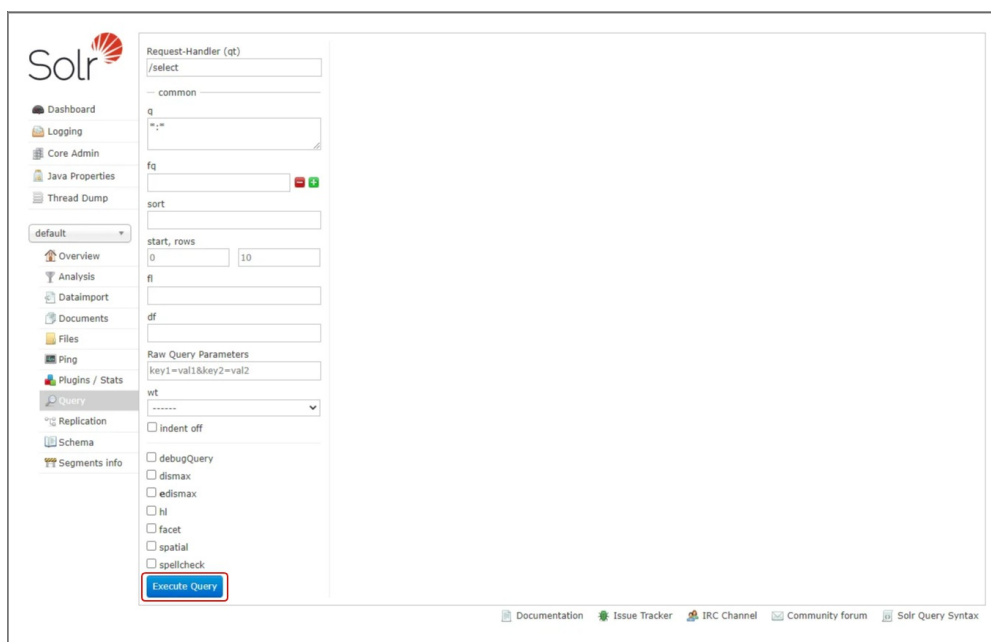 Solr
Dashboard
Logging
Core Admin
Java Properties
Thread Dump
default
Overview
Analysis
Dataimport
Documents
Files
Ping
Plugins / Stats
Query
Replication
Schema
Segments info
Request-Handler (qt)
/select
common
q
*:*
fq
sort
start, rows
0 10
fl
df
Raw Query Parameters
key1=val1&key2=val2
wt
------
indent off
debugQuery
dismax
edismax
hl
facet
spatial
spellcheck
Execute Query
Documentation Issue Tracker IRC Channel Community forum Solr Query Syntax